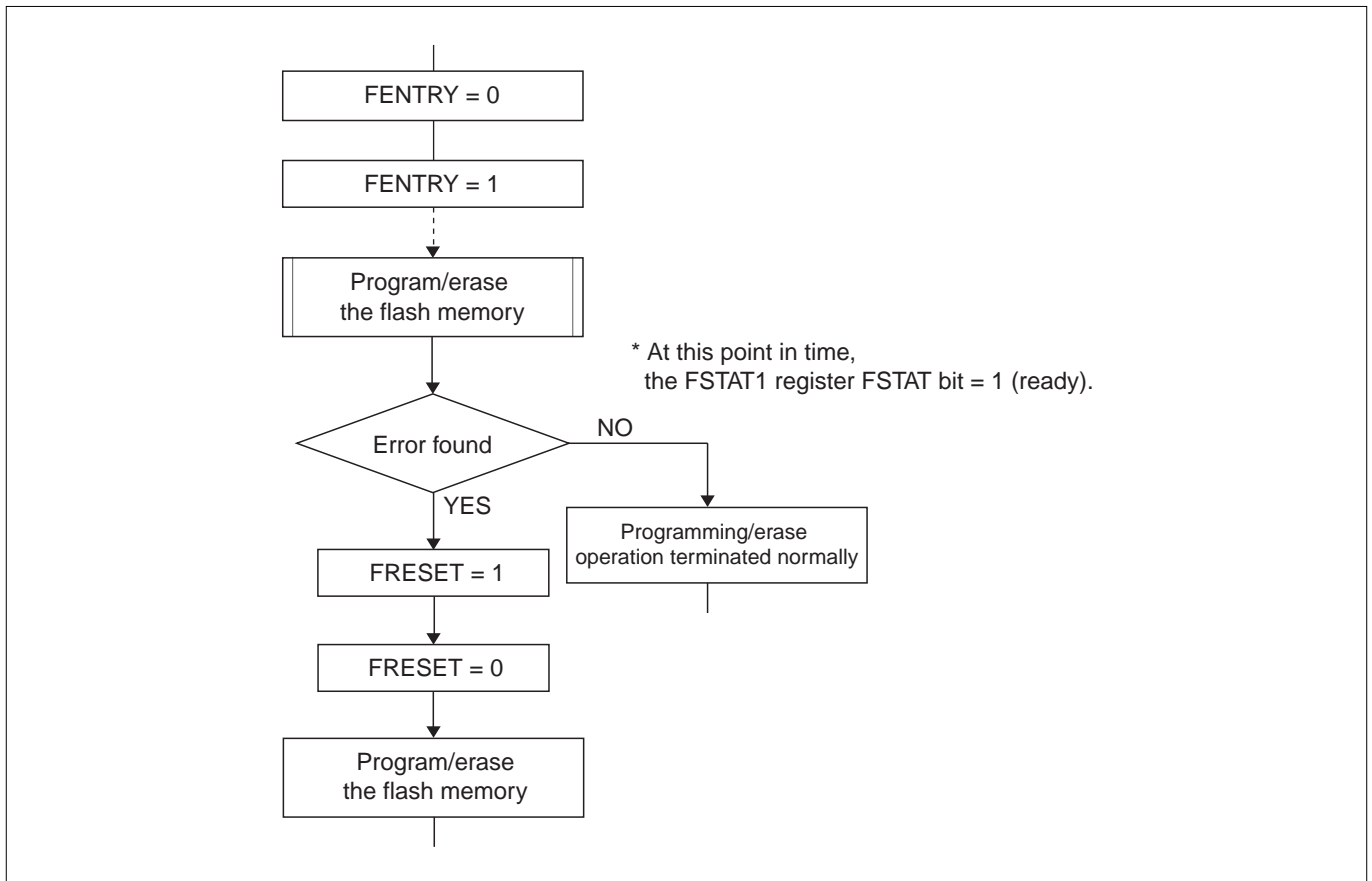 FENTRY = 0
FENTRY = 1
Program/erase
the flash memory
* At this point in time,
the FSTAT1 register FSTAT bit = 1 (ready).
Error found
NO
YES
Programming/erase
operation terminated normally
FRESET = 1
FRESET = 0
Program/erase
the flash memory